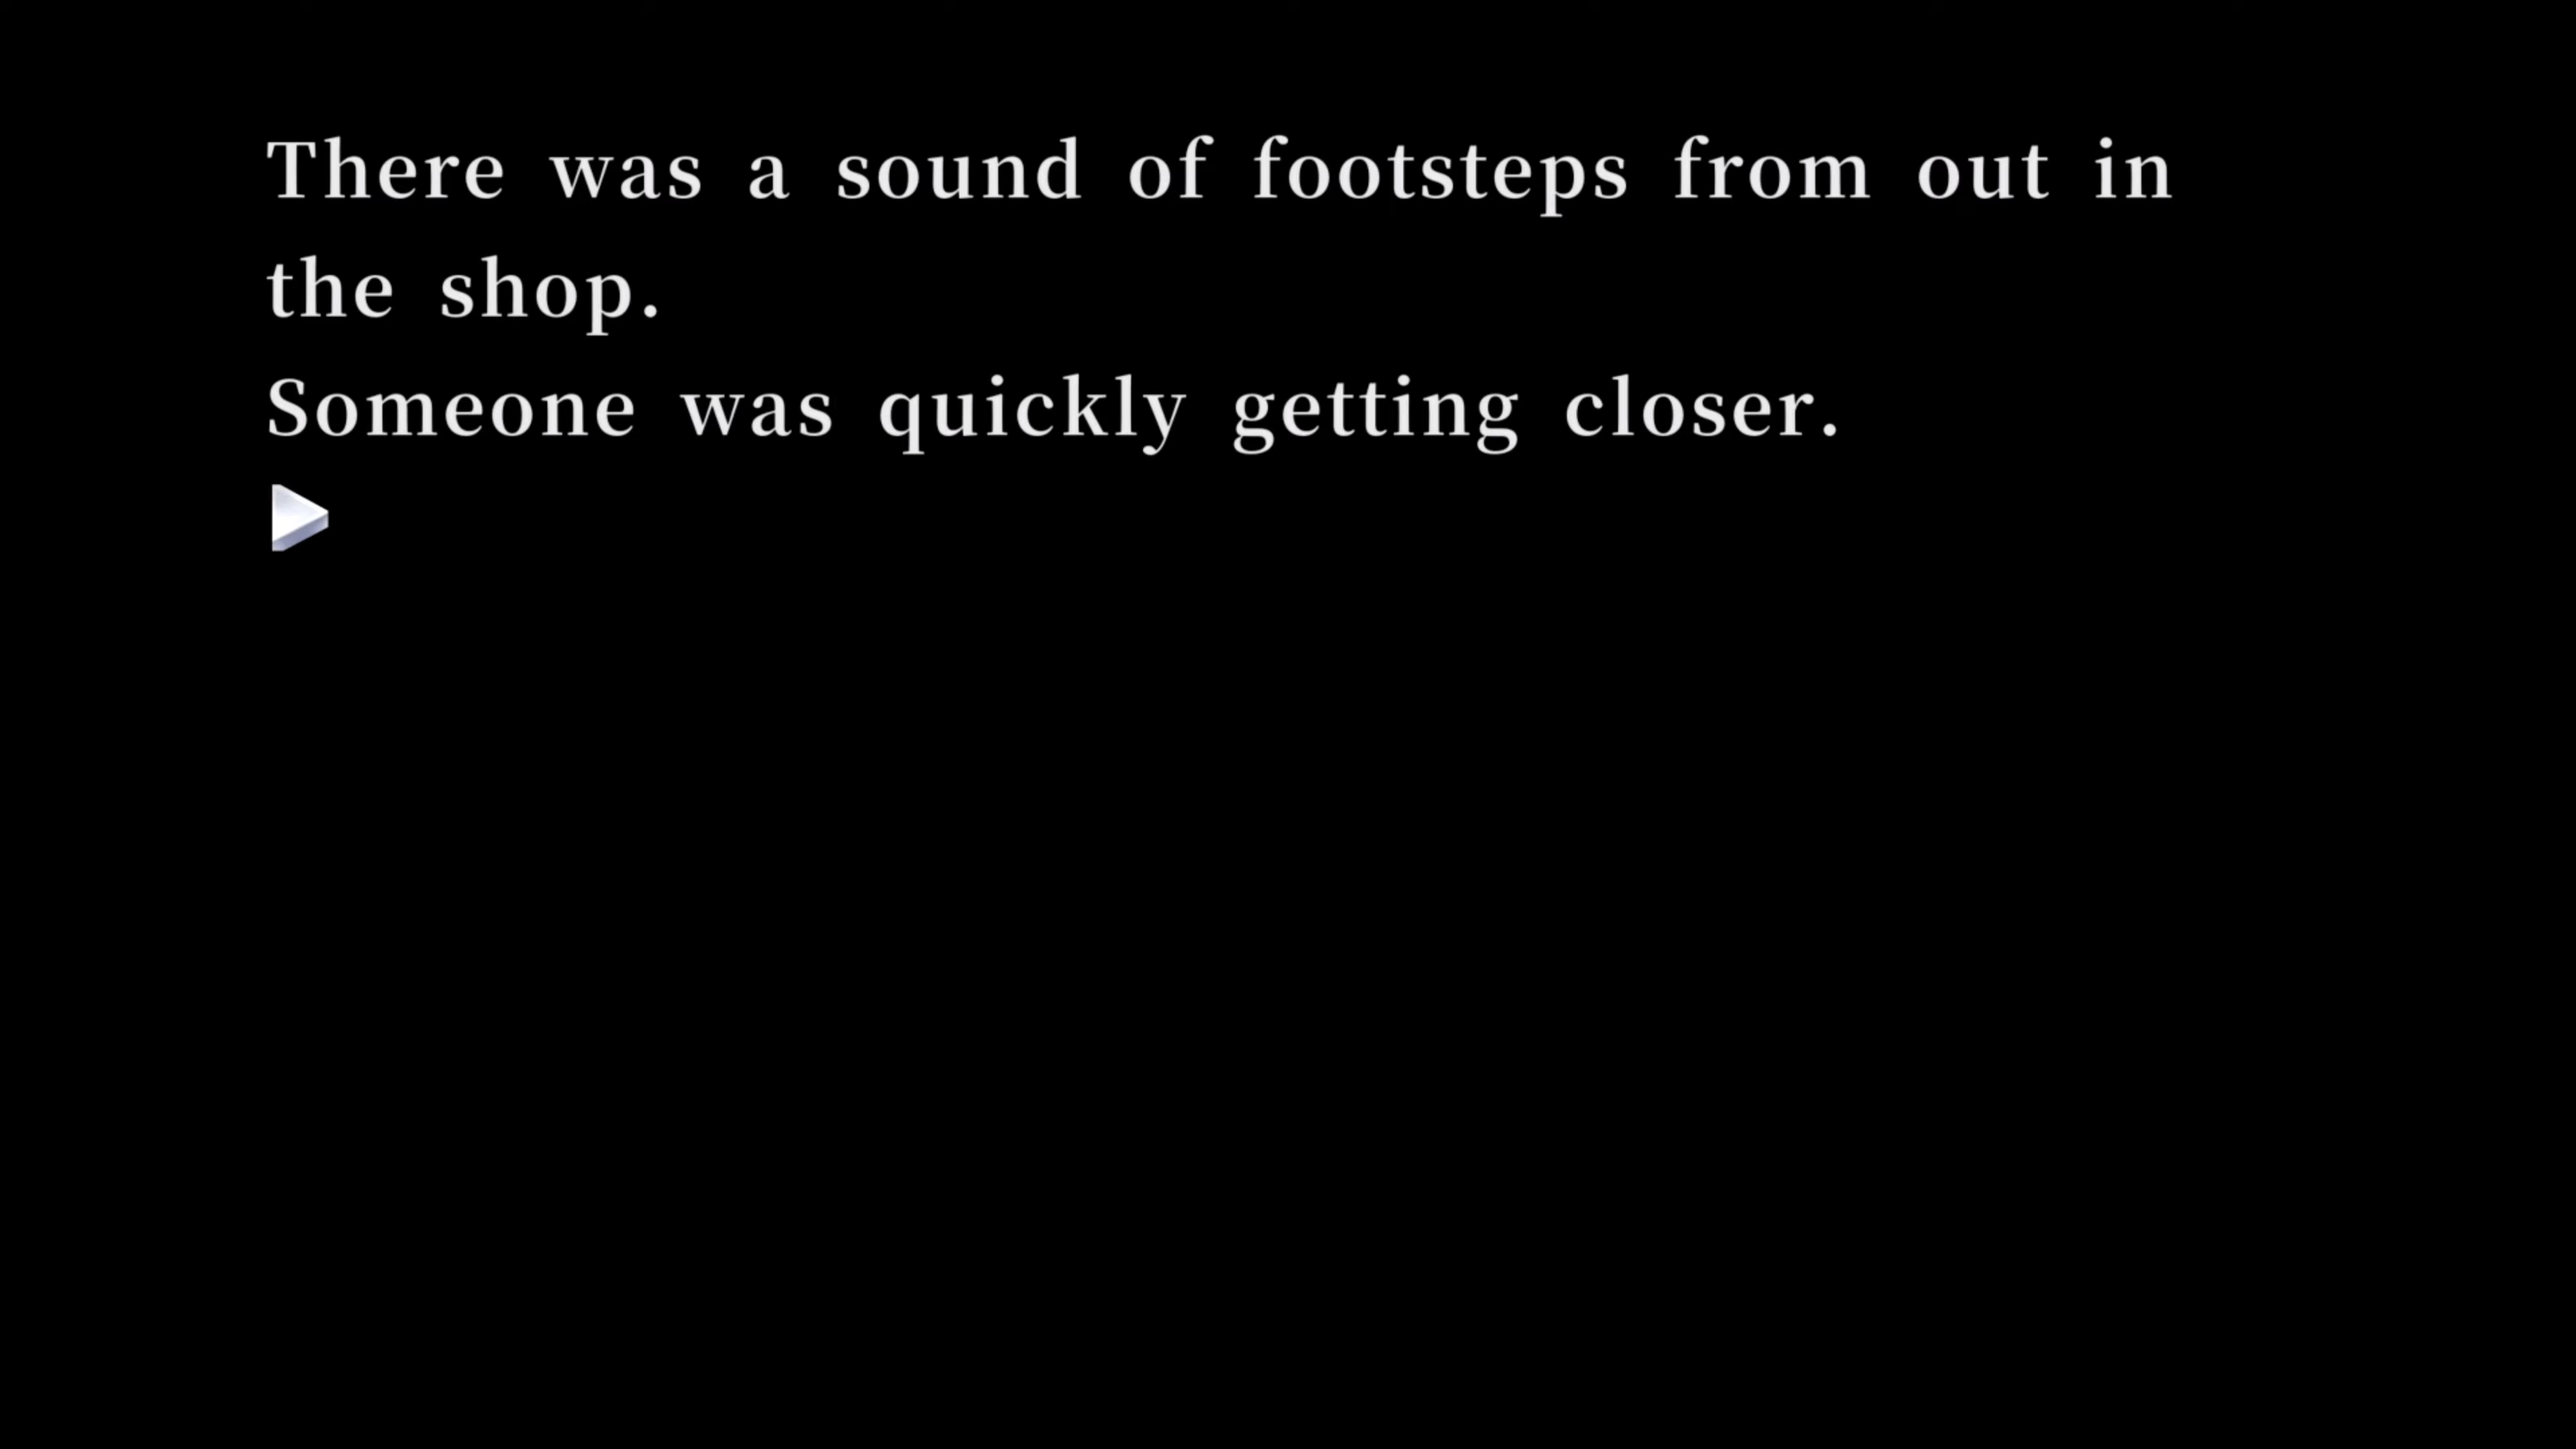 There was a sound of footsteps from out in
the shop.
Someone was quickly getting closer.